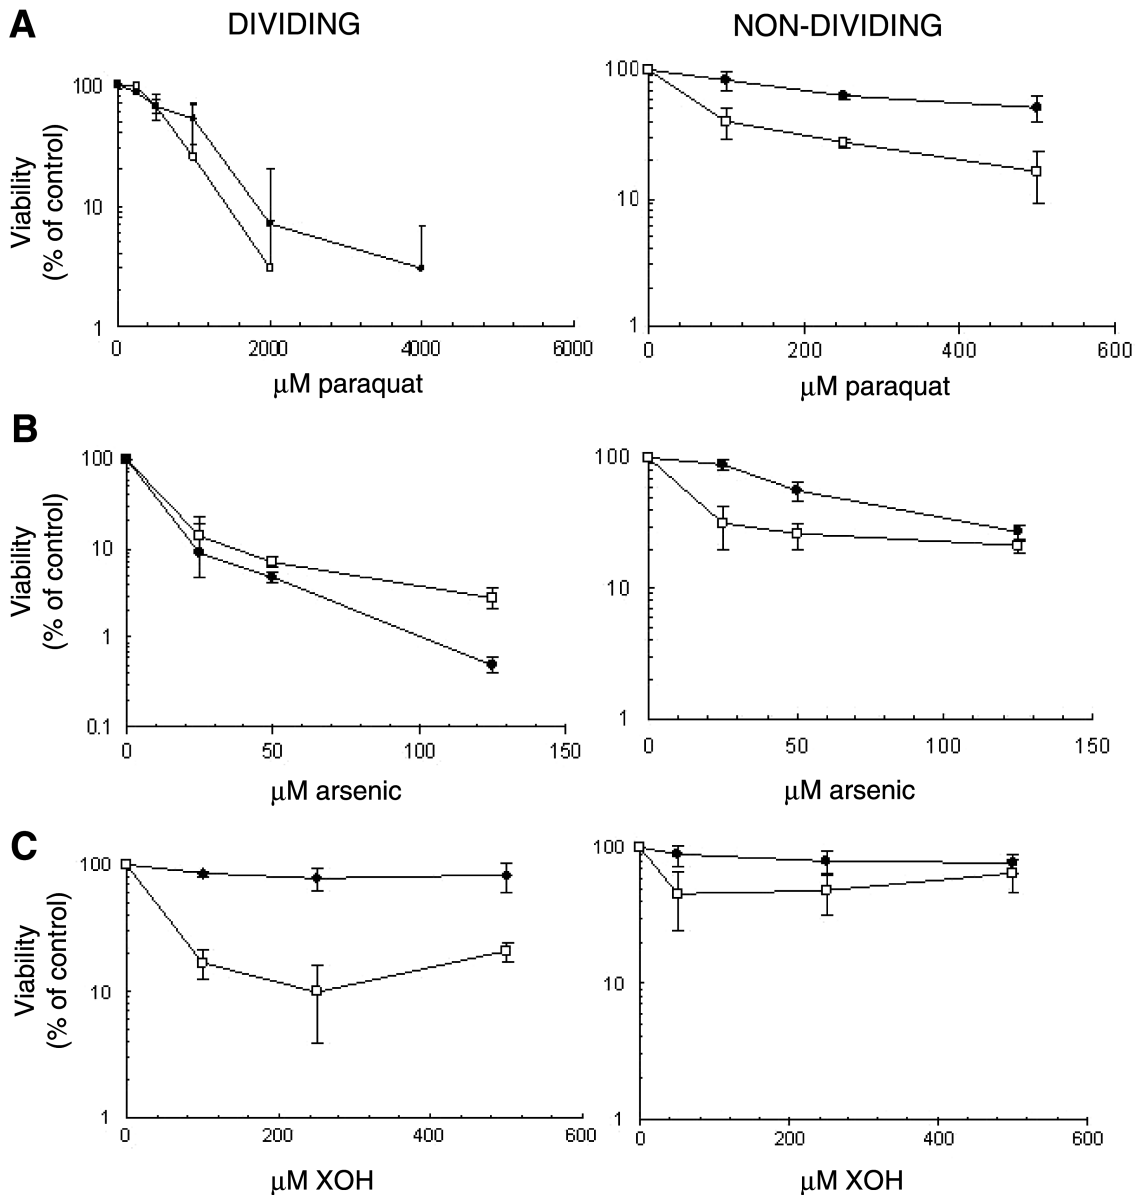 A DIVIDING NON-DIVIDING
Viability
(% of control)
100
10
1
0 2000 4000 6000
μM paraquat
100
10
1
0 200 400 600
μM paraquat
B
Viability
(% of control)
100
10
1
0.1
0 50 100 150
μM arsenic
100
10
1
0 50 100 150
μM arsenic
C
Viability
(% of control)
100
10
1
0 200 400 600
μM XOH
100
10
1
0 200 400 600
μM XOH